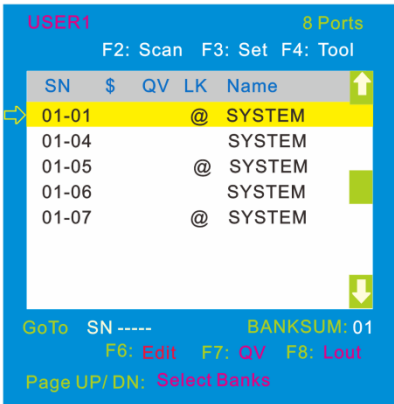 USER1 8 Ports
F2: Scan F3: Set F4: Tool
SN $ QV LK Name
01-01 @ SYSTEM
01-04 SYSTEM
01-05 @ SYSTEM
01-06 SYSTEM
01-07 @ SYSTEM
GoTo SN ----- BANKSUM: 01
F6: Edit F7: QV F8: Lout
Page UP/ DN: Select Banks